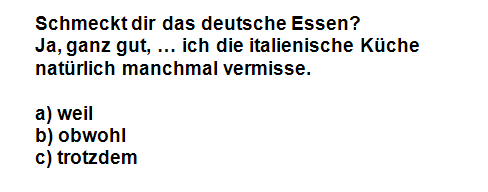 Schmeckt dir das deutsche Essen?
Ja, ganz gut, … ich die italienische Küche
natürlich manchmal vermisse.
a) weil
b) obwohl
c) trotzdem